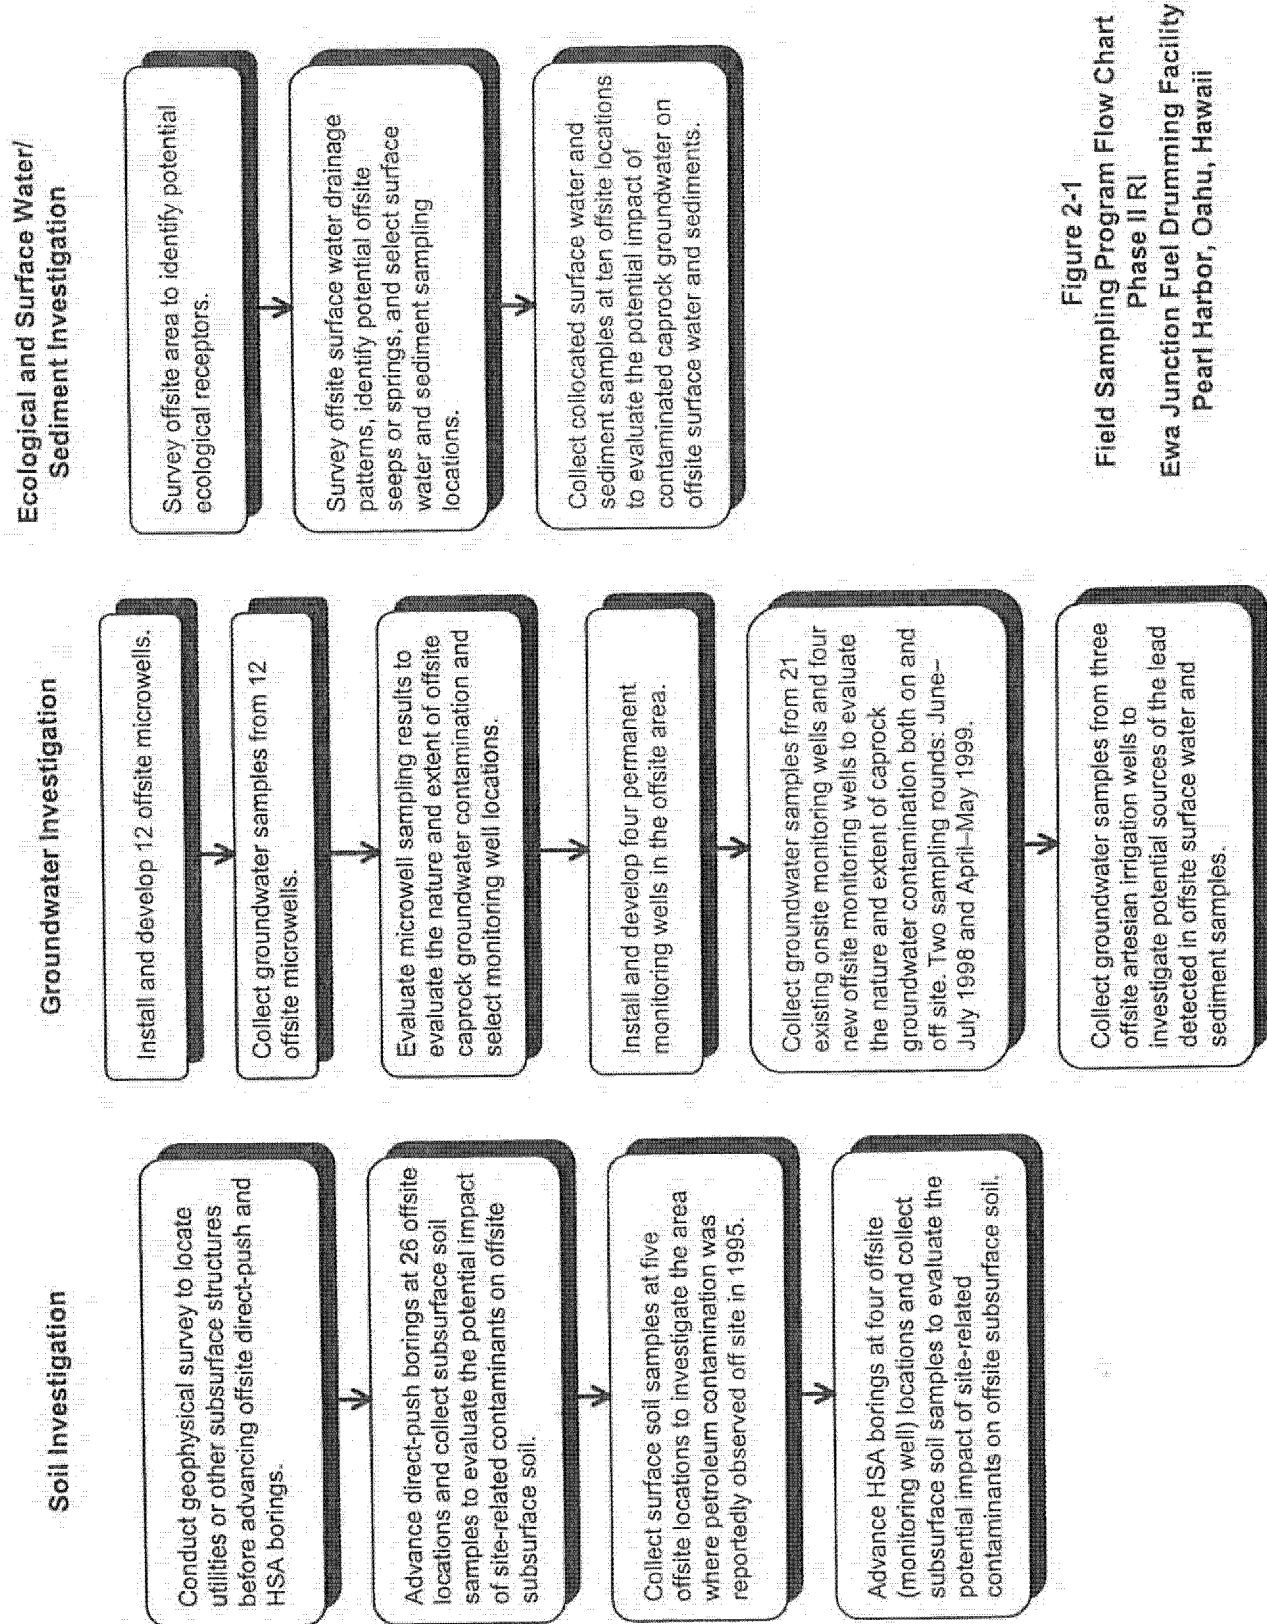 Soil Investigation
Conduct geophysical survey to locate
utilities or other subsurface structures
before advancing offsite direct-push and
HSA borings.
Advance direct-push borings at 26 offsite
locations and collect subsurface soil
samples to evaluate the potential impact
of site-related contaminants on offsite
subsurface soil.
Collect surface soil samples at five
offsite locations to investigate the area
where petroleum contamination was
reportedly observed off site in 1995.
Advance HSA borings at four offsite
(monitoring well) locations and collect
subsurface soil samples to evaluate the
potential impact of site-related
contaminants on offsite subsurface soil.
Groundwater Investigation
Install and develop 12 offsite microwells.
Collect groundwater samples from 12
offsite microwells.
Evaluate microwell sampling results to
evaluate the nature and extent of offsite
caprock groundwater contamination and
select monitoring well locations.
Install and develop four permanent
monitoring wells in the offsite area.
Collect groundwater samples from 21
existing onsite monitoring wells and four
new offsite monitoring wells to evaluate
the nature and extent of caprock
groundwater contamination both on and
off site. Two sampling rounds: June–
July 1998 and April–May 1999.
Collect groundwater samples from three
offsite artesian irrigation wells to
investigate potential sources of the lead
detected in offsite surface water and
sediment samples.
Ecological and Surface Water/
Sediment Investigation
Survey offsite area to identify potential
ecological receptors.
Survey offsite surface water drainage
patterns, identify potential offsite
seeps or springs, and select surface
water and sediment sampling
locations.
Collect collocated surface water and
sediment samples at ten offsite locations
to evaluate the potential impact of
contaminated caprock groundwater on
offsite surface water and sediments.
Figure 2-1
Field Sampling Program Flow Chart
Phase II RI
Ewa Junction Fuel Drumming Facility
Pearl Harbor, Oahu, Hawaii